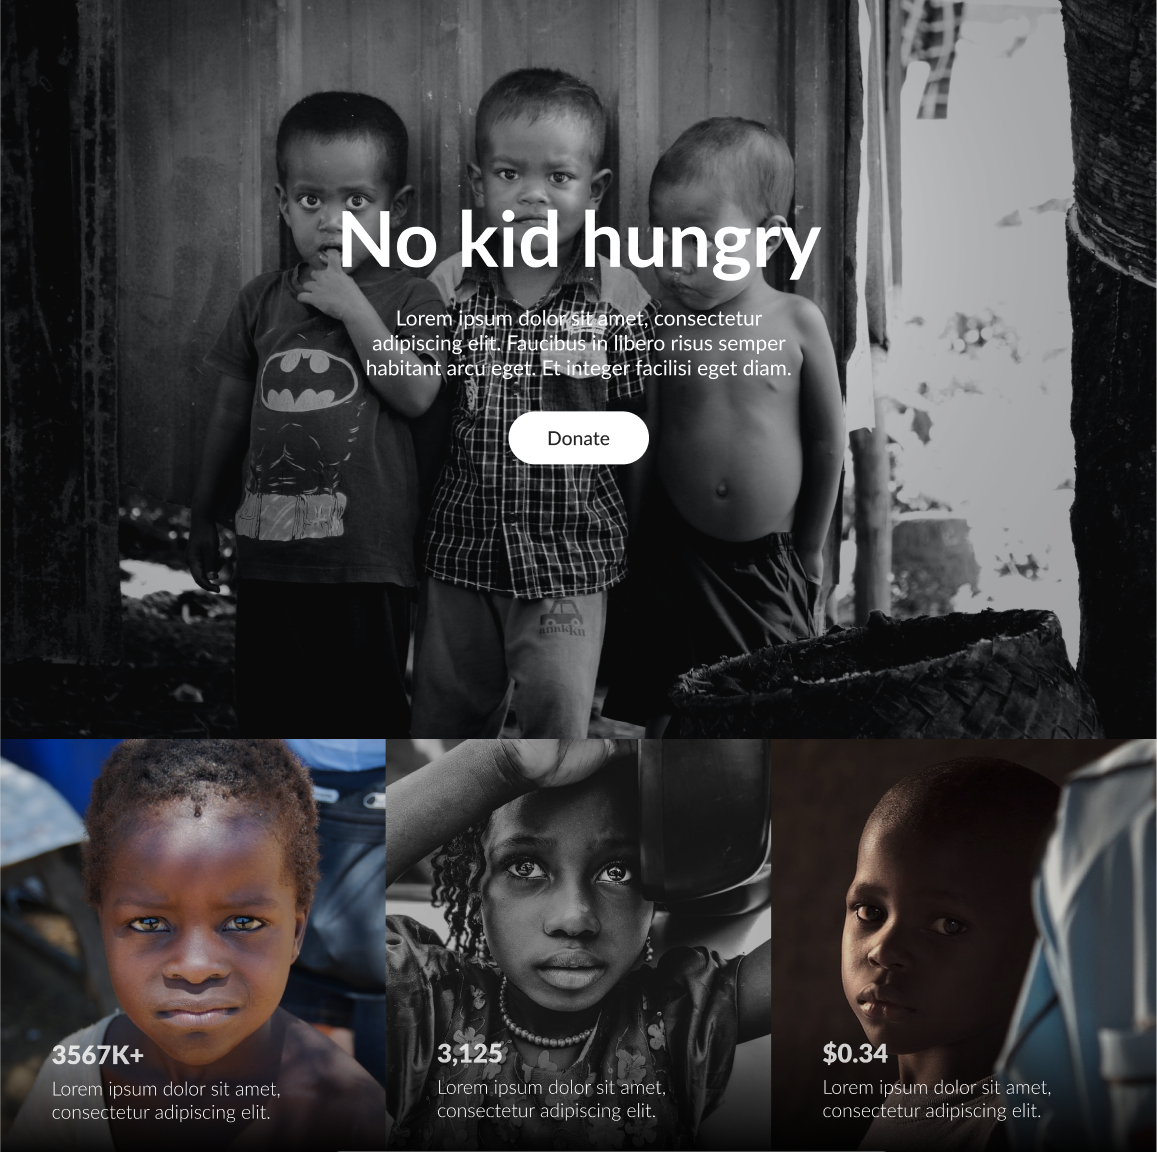 No kid hungry
Lorem ipsum dolor sit amet, consectetur
adipiscing elit. Faucibus in libero risus semper
habitant arcu eget. Et integer facilisi eget diam.
Donate
anakku
3567K+
Lorem ipsum dolor sit amet,
consectetur adipiscing elit.
3,125
Lorem ipsum dolor sit amet,
consectetur adipiscing elit.
$0.34
Lorem ipsum dolor sit amet,
consectetur adipiscing elit.